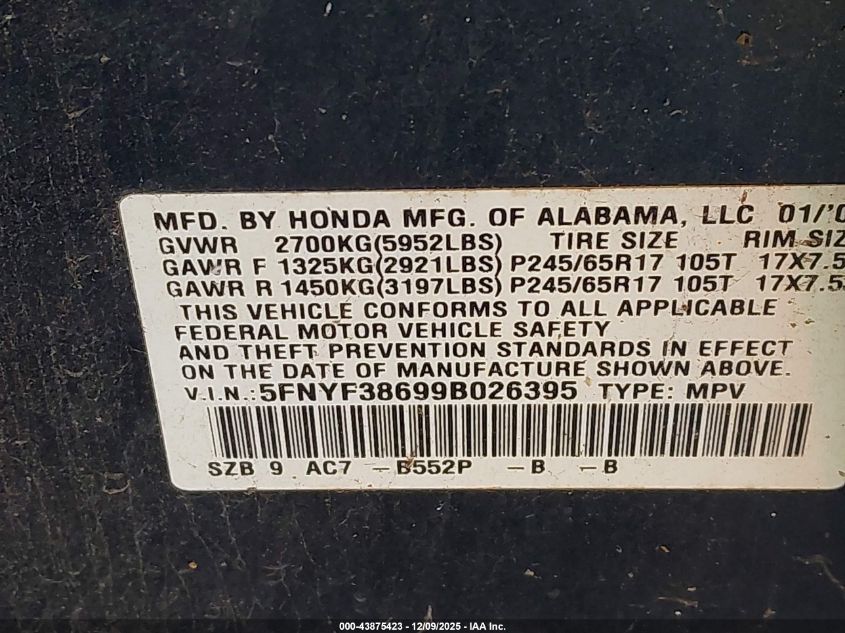 MFD. BY HONDA MFG. OF ALABAMA, LLC 01/'0
GVWR 2700KG(5952LBS) TIRE SIZE RIM SIZ
GAWR F 1325KG(2921LBS) P245/65R17 105T 17X7.5
GAWR R 1450KG(3197LBS) P245/65R17 105T 17X7.5
THIS VEHICLE CONFORMS TO ALL APPLICABLE
FEDERAL MOTOR VEHICLE SAFETY
AND THEFT PREVENTION STANDARDS IN EFFECT
ON THE DATE OF MANUFACTURE SHOWN ABOVE.
V.I.N.:5FNYF38699B026395 TYPE: MPV
SZB 9 AC7 -B552P -B -B
000-43875423 - 12/09/2025 - IAA Inc.